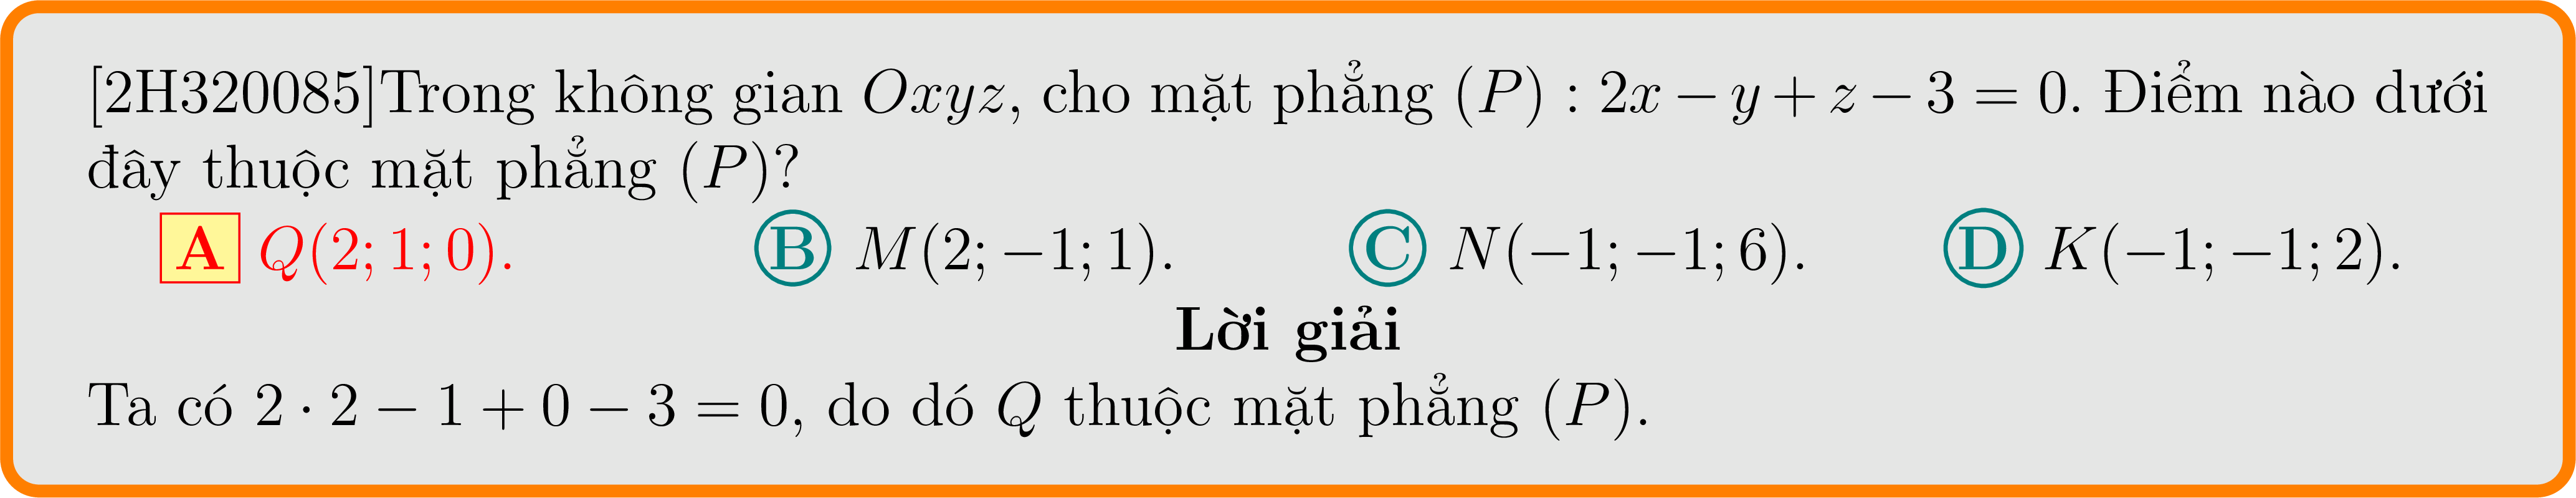 [2H320085]Trong không gian Oxyz, cho mặt phẳng (P) : 2x − y + z − 3 = 0. Điểm nào dưới
đây thuộc mặt phẳng (P)?
A Q(2; 1; 0). B M(2; −1; 1). C N(−1; −1; 6). D K(−1; −1; 2).
Lời giải
Ta có 2 · 2 − 1 + 0 − 3 = 0, do dó Q thuộc mặt phẳng (P).